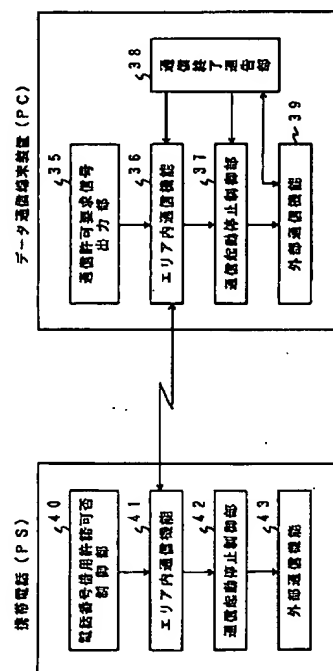 携帯電話（PS）
40
電話番号借用許諾可否
制御部
41
エリア内通信機能
42
通信起動停止制御部
43
外部通信機能
データ通信端末装置（PC）
35
通信許可要求信号
出力部
36
エリア内通信機能
37
通信起動停止制御部
38
通信終了通告部
39
外部通信機能